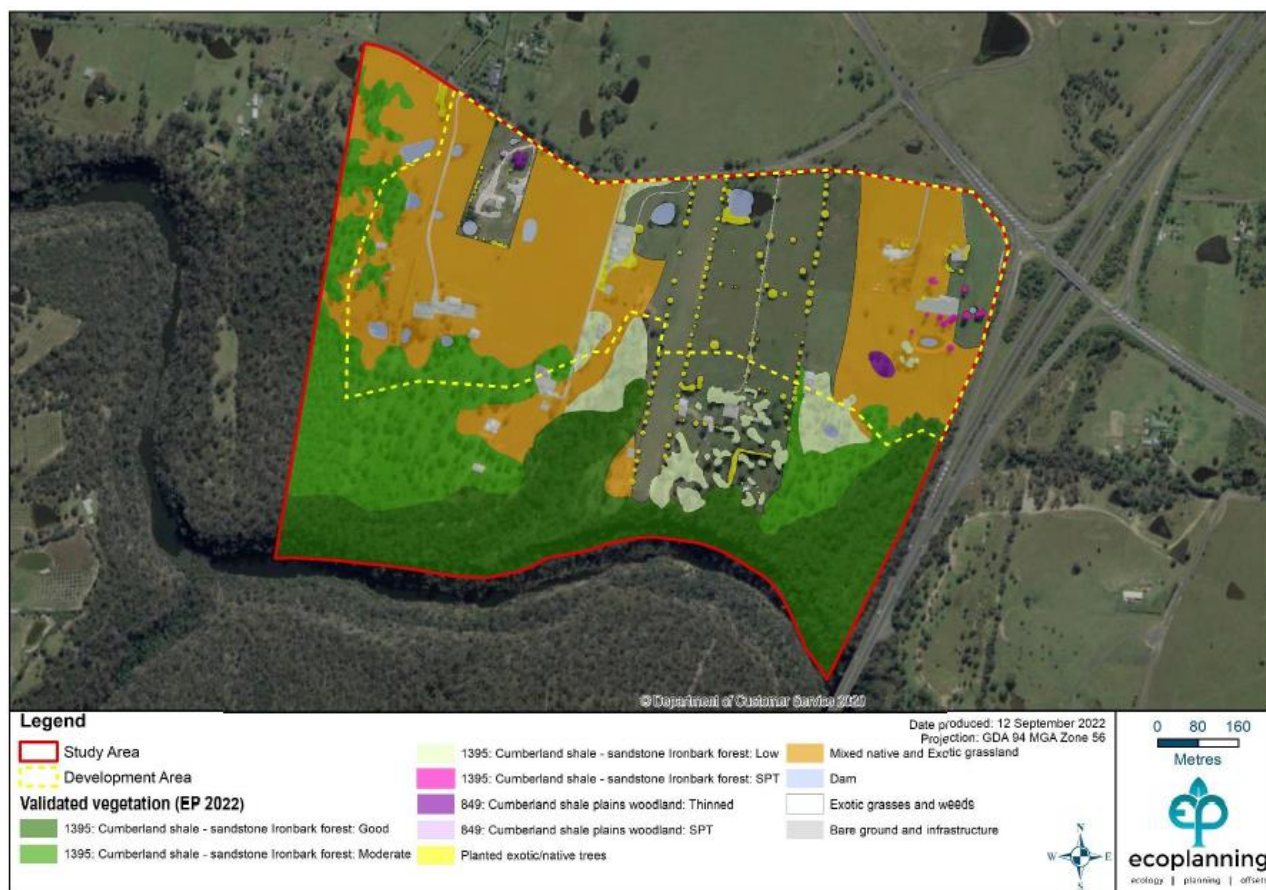 © Department of Customer Service 2020
Legend
Study Area
Development Area
Validated vegetation (EP 2022)
1395: Cumberland shale - sandstone Ironbark forest: Good
1395: Cumberland shale - sandstone Ironbark forest: Moderate
1395: Cumberland shale - sandstone Ironbark forest: Low
1395: Cumberland shale - sandstone Ironbark forest: SPT
849: Cumberland shale plains woodland: Thinned
849: Cumberland shale plains woodland: SPT
Planted exotic/native trees
Date produced: 12 September 2022
Projection: GDA 94 MGA Zone 56
Mixed native and Exotic grassland
Dam
Exotic grasses and weeds
Bare ground and infrastructure
N
W E
S
0 80 160
Metres
ep
ecoplanning
ecology | planning | offsets